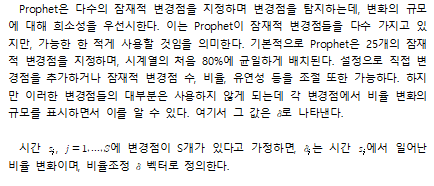 Prophet은 다수의 잠재적 변경점을 지정하며 변경점을 탐지하는데, 변화의 규모
에 대해 희소성을 우선시한다. 이는 Prophet이 잠재적 변경점들을 다수 가지고 있
지만, 가능한 한 적게 사용할 것임을 의미한다. 기본적으로 Prophet은 25개의 잠재
적 변경점을 지정하며, 시계열의 처음 80%에 균일하게 배치된다. 설정으로 직접 변
경점을 추가하거나 잠재적 변경점 수, 비율, 유연성 등을 조절 또한 가능하다. 하지
만 이러한 변경점들의 대부분은 사용하지 않게 되는데 각 변경점에서 비율 변화의
규모를 표시하면서 이를 알 수 있다. 여기서 그 값은 δ로 나타낸다.
시간 sⱼ, j=1.....S에 변경점이 S개가 있다고 가정하면, δⱼ는 시간 sⱼ에서 일어난
비율 변화이며, 비율조정 δ 벡터로 정의한다.